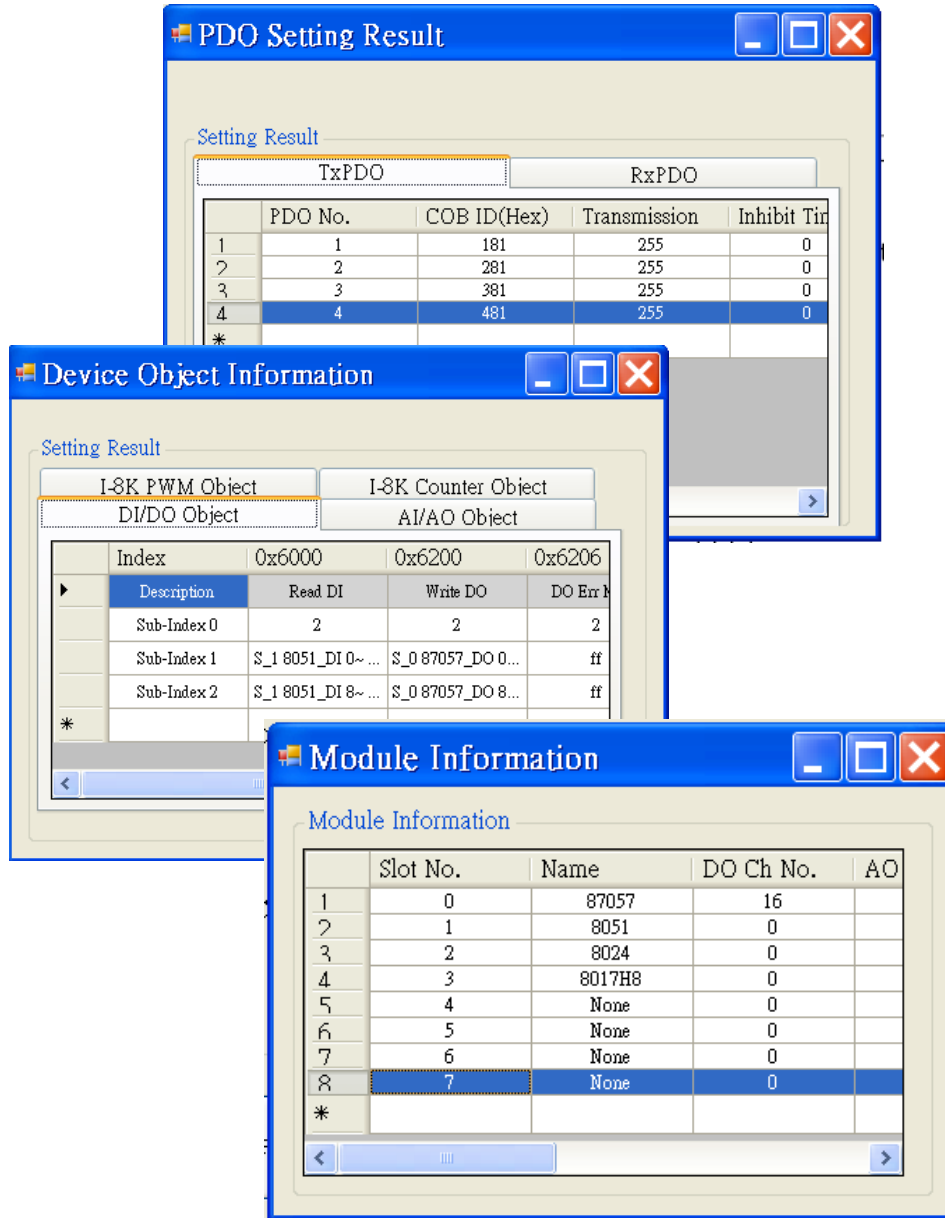 PDO Setting Result
Setting Result
TxPDO RxPDO
PDO No. COB ID(Hex) Transmission Inhibit Tim
1 1 181 255 0
2 2 281 255 0
3 3 381 255 0
4 4 481 255 0
*
Device Object Information
Setting Result
I-8K PWM Object I-8K Counter Object
DI/DO Object AI/AO Object
Index 0x6000 0x6200 0x6206
Description Read DI Write DO DO Err M
Sub-Index 0 2 2 2
Sub-Index 1 S_1 8051_DI 0~ ... S_0 87057_DO 0... ff
Sub-Index 2 S_1 8051_DI 8~ ... S_0 87057_DO 8... ff
*
Module Information
Module Information
Slot No. Name DO Ch No. AO
1 0 87057 16
2 1 8051 0
3 2 8024 0
4 3 8017H8 0
5 4 None 0
6 5 None 0
7 6 None 0
8 7 None 0
*